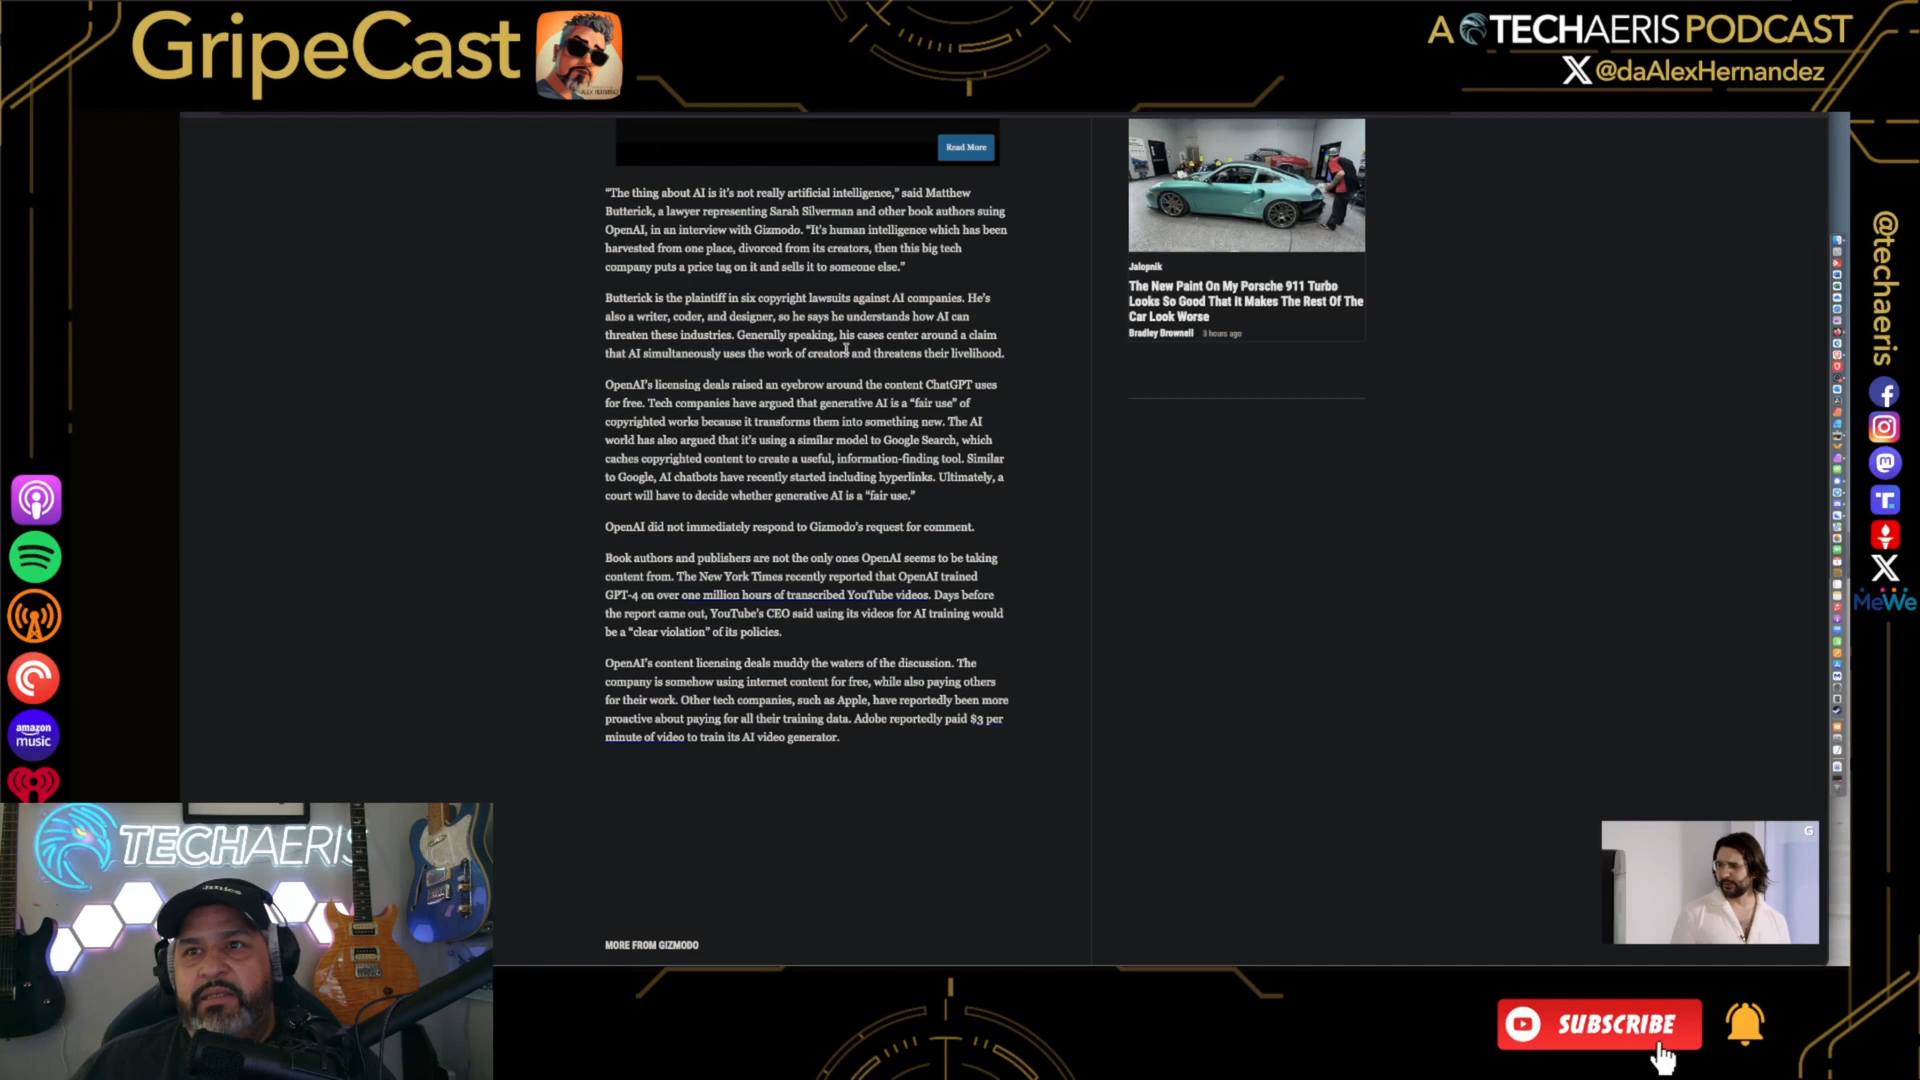 GripeCast
ALEX HERNANDEZ
A TECHAERIS PODCAST
X @daAlexHernandez
Read More
“The thing about AI is it’s not really artificial intelligence,” said Matthew
Butterick, a lawyer representing Sarah Silverman and other book authors suing
OpenAI, in an interview with Gizmodo. “It’s human intelligence which has been
harvested from one place, divorced from its creators, then this big tech
company puts a price tag on it and sells it to someone else.”
Butterick is the plaintiff in six copyright lawsuits against AI companies. He’s
also a writer, coder, and designer, so he says he understands how AI can
threaten these industries. Generally speaking, his cases center around a claim
that AI simultaneously uses the work of creators and threatens their livelihood.
OpenAI’s licensing deals raised an eyebrow around the content ChatGPT uses
for free. Tech companies have argued that generative AI is a “fair use” of
copyrighted works because it transforms them into something new. The AI
world has also argued that it’s using a similar model to Google Search, which
caches copyrighted content to create a useful, information-finding tool. Similar
to Google, AI chatbots have recently started including hyperlinks. Ultimately, a
court will have to decide whether generative AI is a “fair use.”
OpenAI did not immediately respond to Gizmodo’s request for comment.
Book authors and publishers are not the only ones OpenAI seems to be taking
content from. The New York Times recently reported that OpenAI trained
GPT-4 on over one million hours of transcribed YouTube videos. Days before
the report came out, YouTube’s CEO said using its videos for AI training would
be a “clear violation” of its policies.
OpenAI’s content licensing deals muddy the waters of the discussion. The
company is somehow using internet content for free, while also paying others
for their work. Other tech companies, such as Apple, have reportedly been more
proactive about paying for all their training data. Adobe reportedly paid $3 per
minute of video to train its AI video generator.
MORE FROM GIZMODO
Jalopnik
The New Paint On My Porsche 911 Turbo
Looks So Good That It Makes The Rest Of The
Car Look Worse
Bradley Brownell 3 hours ago
@techaeris
MeWe
amazon
music
TECHAERIS
G
SUBSCRIBE